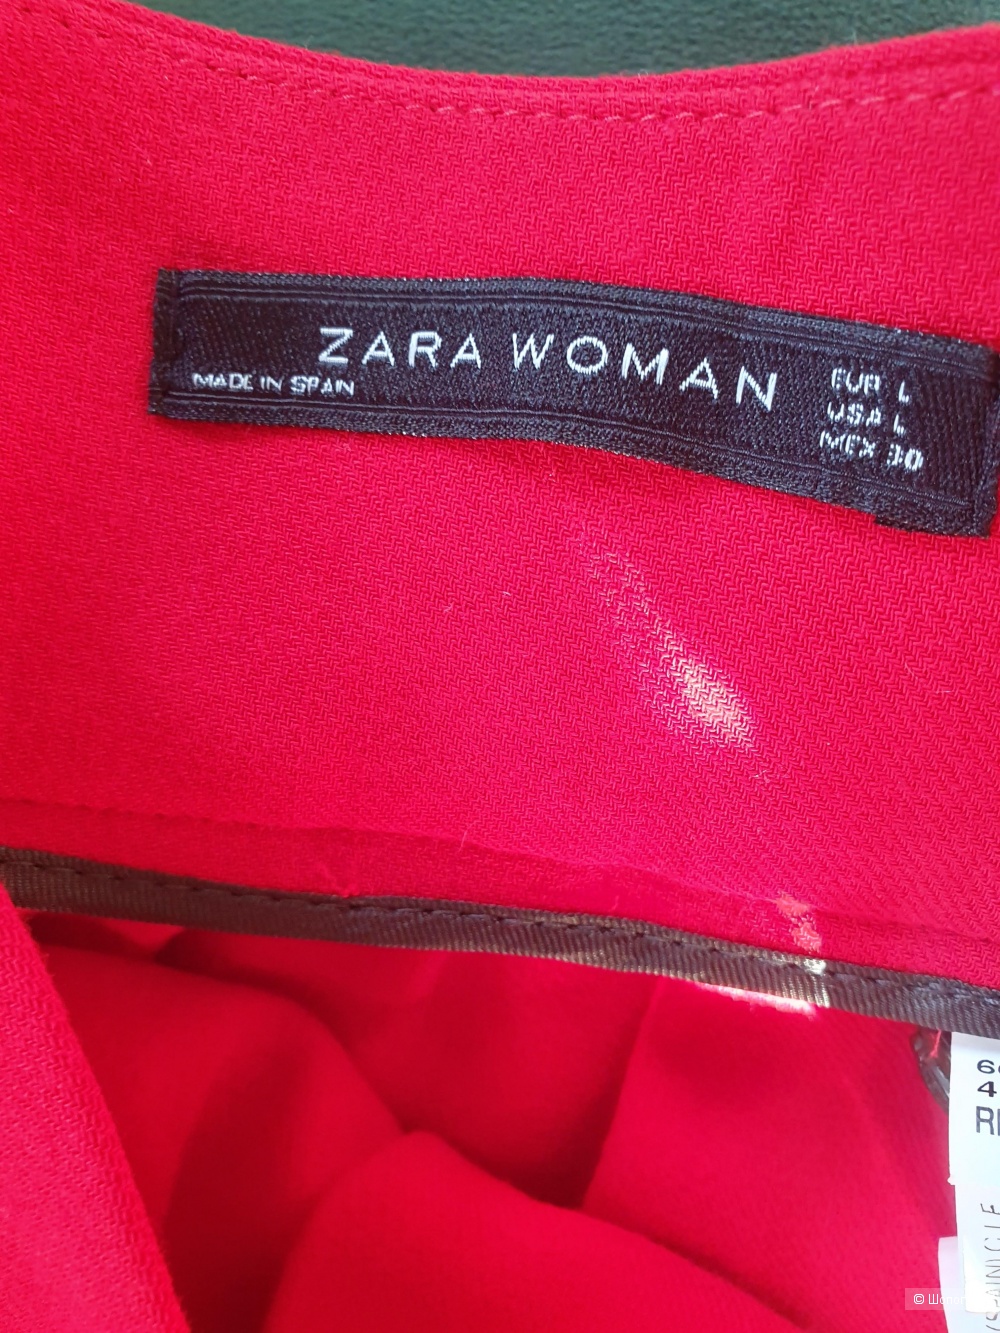 ZARA WOMAN
MADE IN SPAIN
EUR L
USA L
MEX 30